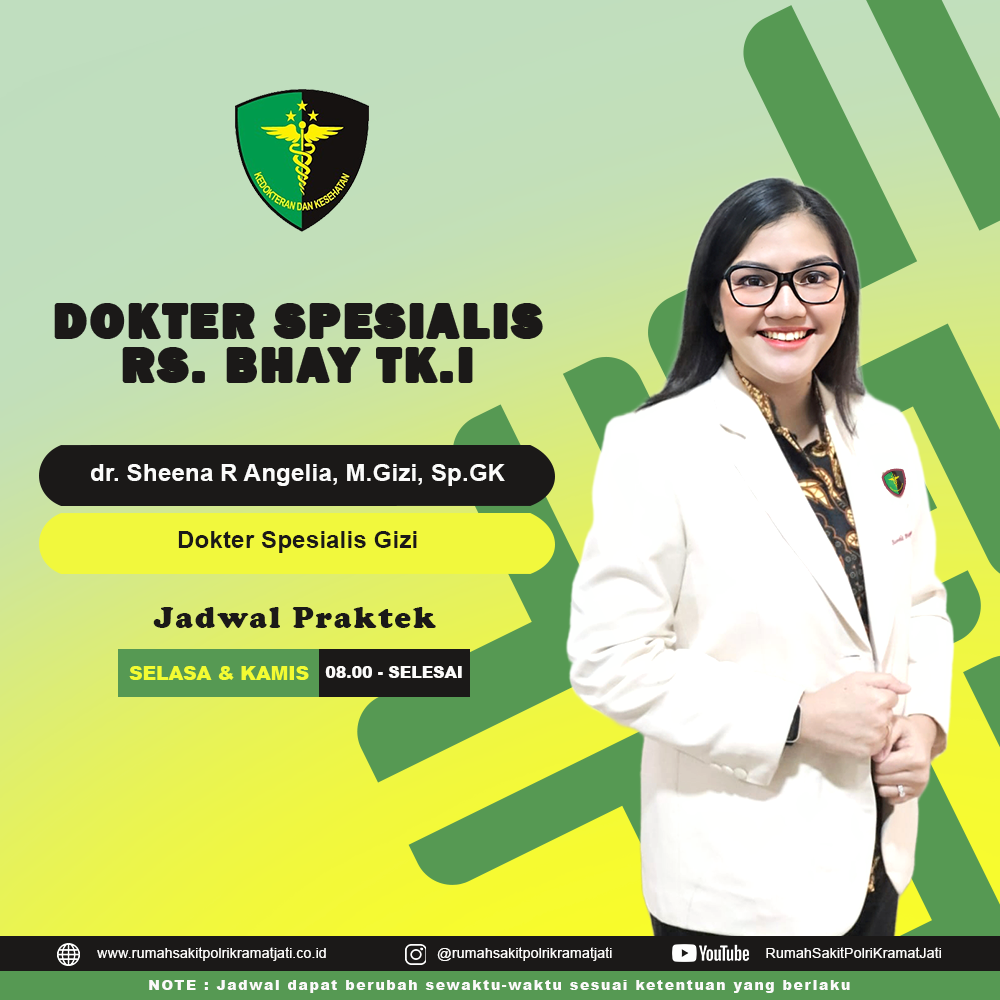 KEDOKTERAN DAN KESEHATAN
DOKTER SPESIALIS
RS. BHAY TK.I
dr. Sheena R Angelia, M.Gizi, Sp.GK
Dokter Spesialis Gizi
Jadwal Praktek
SELASA & KAMIS 08.00 - SELESAI
www.rumahsakitpolrikramatjati.co.id @rumahsakitpolrikramatjati YouTube RumahSakitPolriKramatJati
NOTE : Jadwal dapat berubah sewaktu-waktu sesuai ketentuan yang berlaku